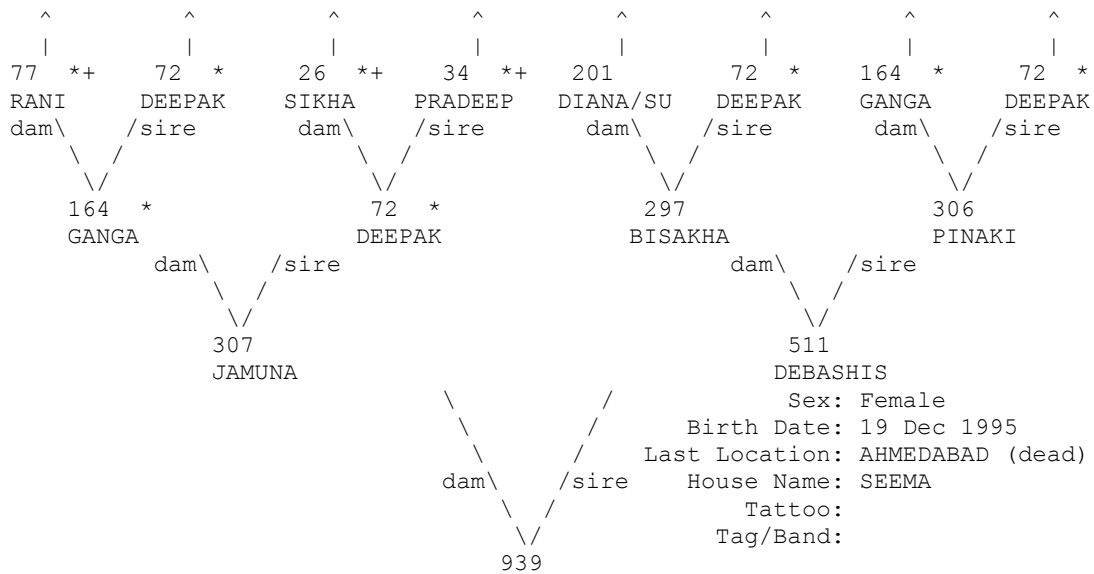 ^ ^ ^ ^ ^ ^ ^ ^
| | | | | | | |
77 *+ 72 * 26 *+ 34 *+ 201 72 * 164 * 72 *
RANI DEEPAK SIKHA PRADEEP DIANA/SU DEEPAK GANGA DEEPAK
dam\ /sire dam\ /sire dam\ /sire dam\ /sire
\ / \ / \ / \ /
\/ \/ \/ \/
164 * 72 * 297 306
GANGA DEEPAK BISAKHA PINAKI
dam\ /sire dam\ /sire
\ / \ /
\/ \/
307 511
JAMUNA DEBASHIS
\ / Sex: Female
\ / Birth Date: 19 Dec 1995
\ / Last Location: AHMEDABAD (dead)
dam\ /sire House Name: SEEMA
\ / Tattoo:
\/ Tag/Band:
939